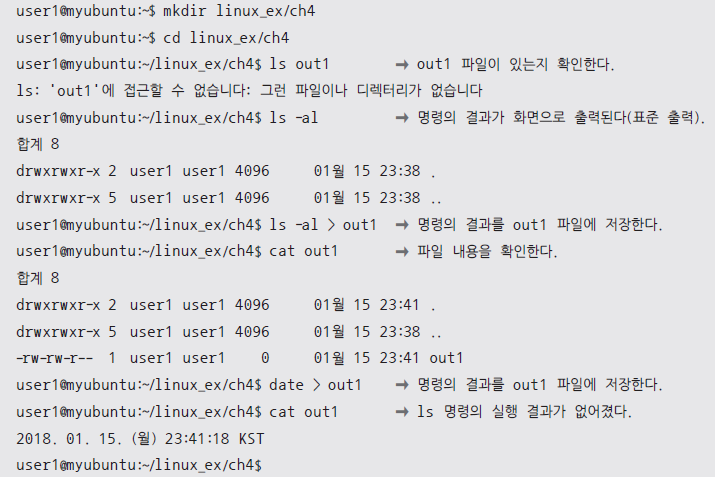 user1@myubuntu:~$ mkdir linux_ex/ch4
user1@myubuntu:~$ cd linux_ex/ch4
user1@myubuntu:~/linux_ex/ch4$ ls out1 → out1 파일이 있는지 확인한다.
ls: 'out1'에 접근할 수 없습니다: 그런 파일이나 디렉터리가 없습니다
user1@myubuntu:~/linux_ex/ch4$ ls -al → 명령의 결과가 화면으로 출력된다(표준 출력).
합계 8
drwxrwxr-x 2 user1 user1 4096 01월 15 23:38 .
drwxrwxr-x 5 user1 user1 4096 01월 15 23:38 ..
user1@myubuntu:~/linux_ex/ch4$ ls -al > out1 → 명령의 결과를 out1 파일에 저장한다.
user1@myubuntu:~/linux_ex/ch4$ cat out1 → 파일 내용을 확인한다.
합계 8
drwxrwxr-x 2 user1 user1 4096 01월 15 23:41 .
drwxrwxr-x 5 user1 user1 4096 01월 15 23:38 ..
-rw-rw-r-- 1 user1 user1 0 01월 15 23:41 out1
user1@myubuntu:~/linux_ex/ch4$ date > out1 → 명령의 결과를 out1 파일에 저장한다.
user1@myubuntu:~/linux_ex/ch4$ cat out1 → ls 명령의 실행 결과가 없어졌다.
2018. 01. 15. (월) 23:41:18 KST
user1@myubuntu:~/linux_ex/ch4$